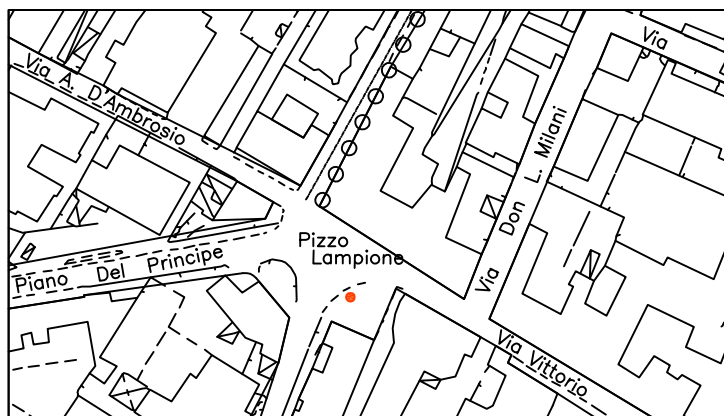 Via
Via A. D'Ambrosio
Via Don L. Milani
Pizzo
Lampione
Piano Del Principe
Via Vittorio